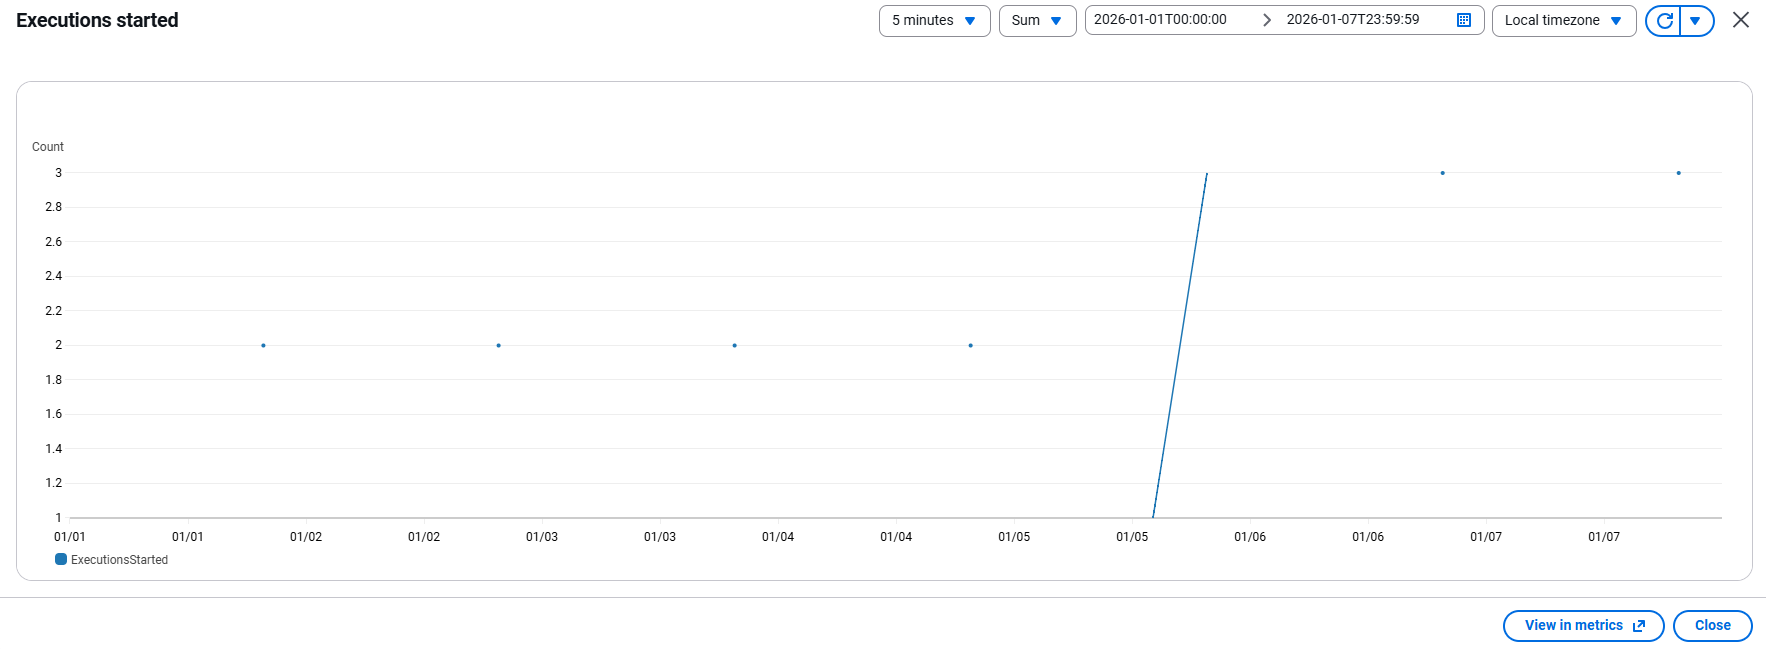 Executions started
5 minutes
Sum
2026-01-01T00:00:00
2026-01-07T23:59:59
Local timezone
Count
3
2.8
2.6
2.4
2.2
2
1.8
1.6
1.4
1.2
1
01/01 01/01 01/02 01/02 01/03 01/03 01/04 01/04 01/05 01/05 01/06 01/06 01/07 01/07
ExecutionsStarted
View in metrics
Close